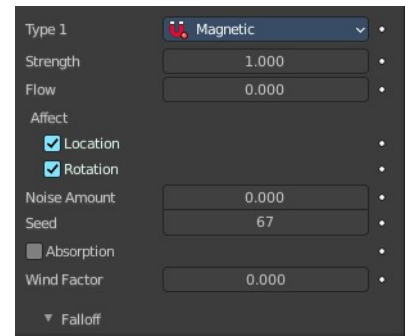 Type 1 Magnetic
Strength 1.000
Flow 0.000
Affect
Location
Rotation
Noise Amount 0.000
Seed 67
Absorption
Wind Factor 0.000
Falloff